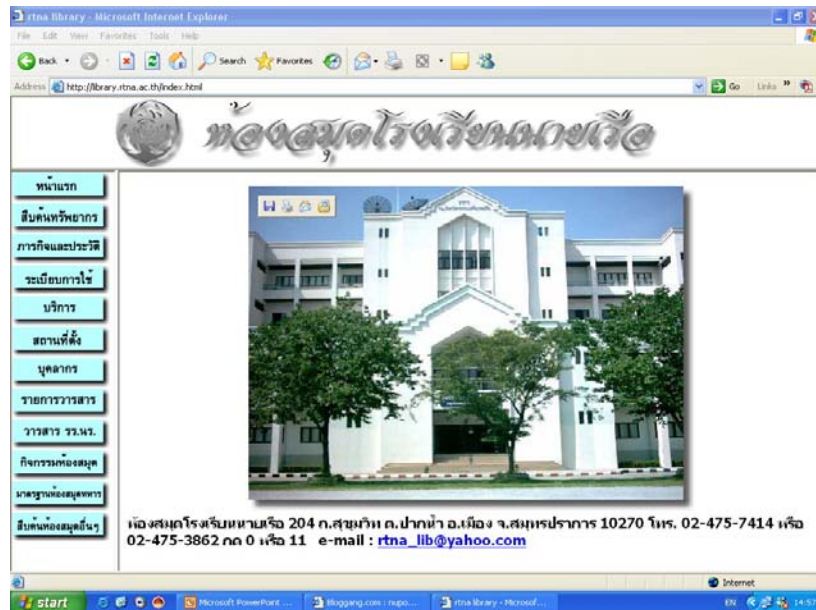 rtna library - Microsoft Internet Explorer
File Edit View Favorites Tools Help
Back Search Favorites
Address http://library.rtna.ac.th/index.html Go Links »
ห้องสมุดโรงเรียนนายเรือ
หน้าแรก
สืบค้นทรัพยากร
ภารกิจและประวัติ
ระเบียบการใช้
บริการ
สถานที่ตั้ง
บุคลากร
รายการวารสาร
วารสาร รร.นร.
กิจกรรมห้องสมุด
มาตรฐานห้องสมุดทหาร
สืบค้นห้องสมุดอื่นๆ
ห้องสมุดโรงเรียนนายเรือ 204 ถ.สุขุมวิท ต.ปากน้ำ อ.เมือง จ.สมุทรปราการ 10270 โทร. 02-475-7414 หรือ
02-475-3862 กด 0 หรือ 11 e-mail : rtna_lib@yahoo.com
Internet
start Microsoft PowerPoint ... Bloggang.com : nupo... rtna library - Microsof... EN 14:57